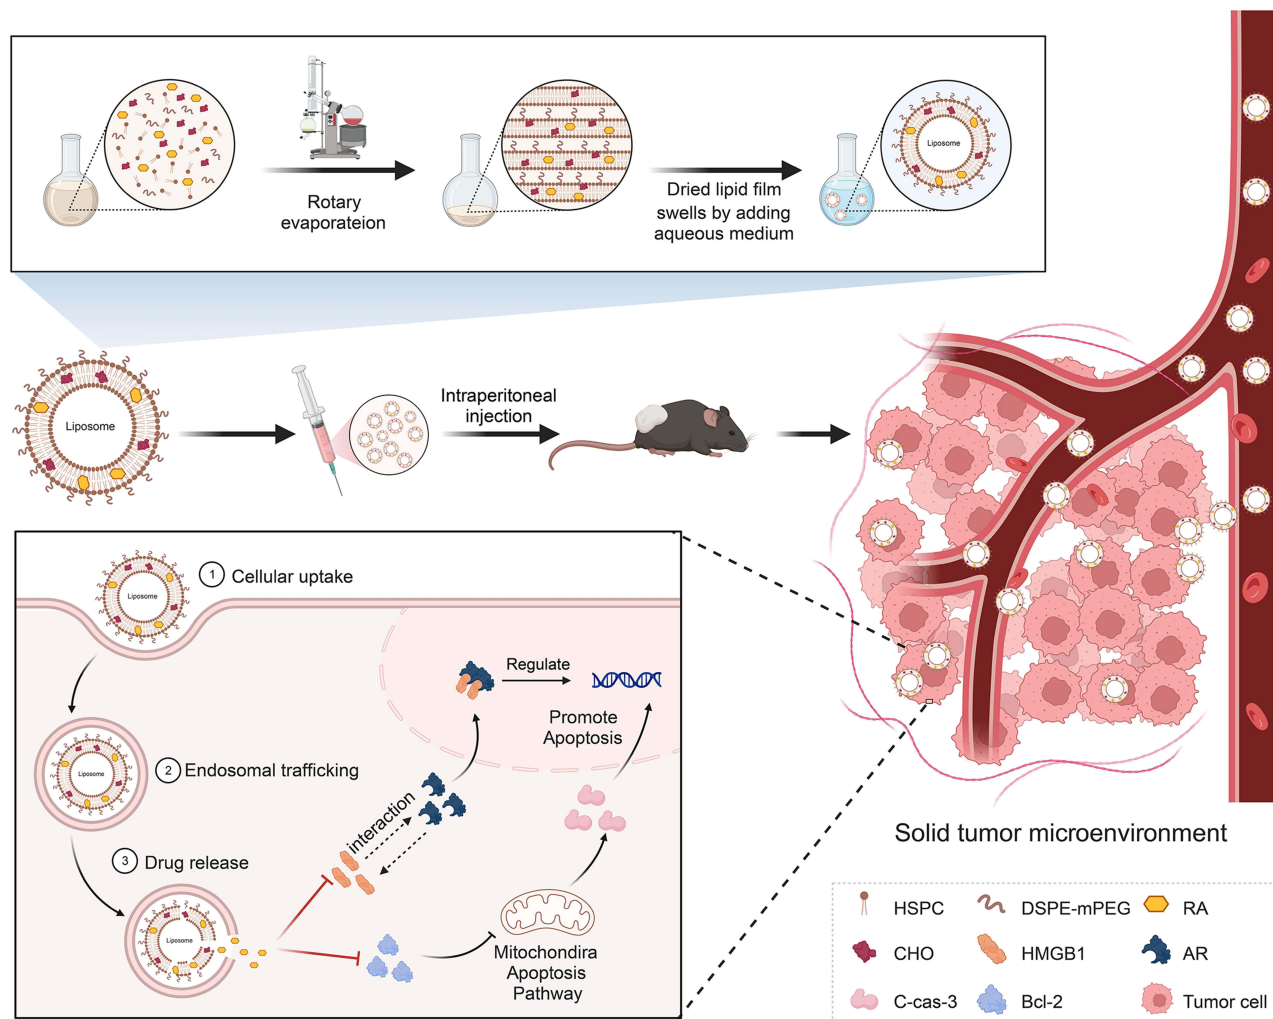 Liposome
Rotary
evaporateion
Dried lipid film
swells by adding
aqueous medium
Liposome
Intraperitoneal
injection
1 Cellular uptake
Liposome
Regulate
Promote
Apoptosis
2 Endosomal trafficking
Liposome
interaction
3 Drug release
Liposome
Mitochondira
Apoptosis
Pathway
Solid tumor microenvironment
HSPC
DSPE-mPEG
RA
CHO
HMGB1
AR
C-cas-3
Bcl-2
Tumor cell